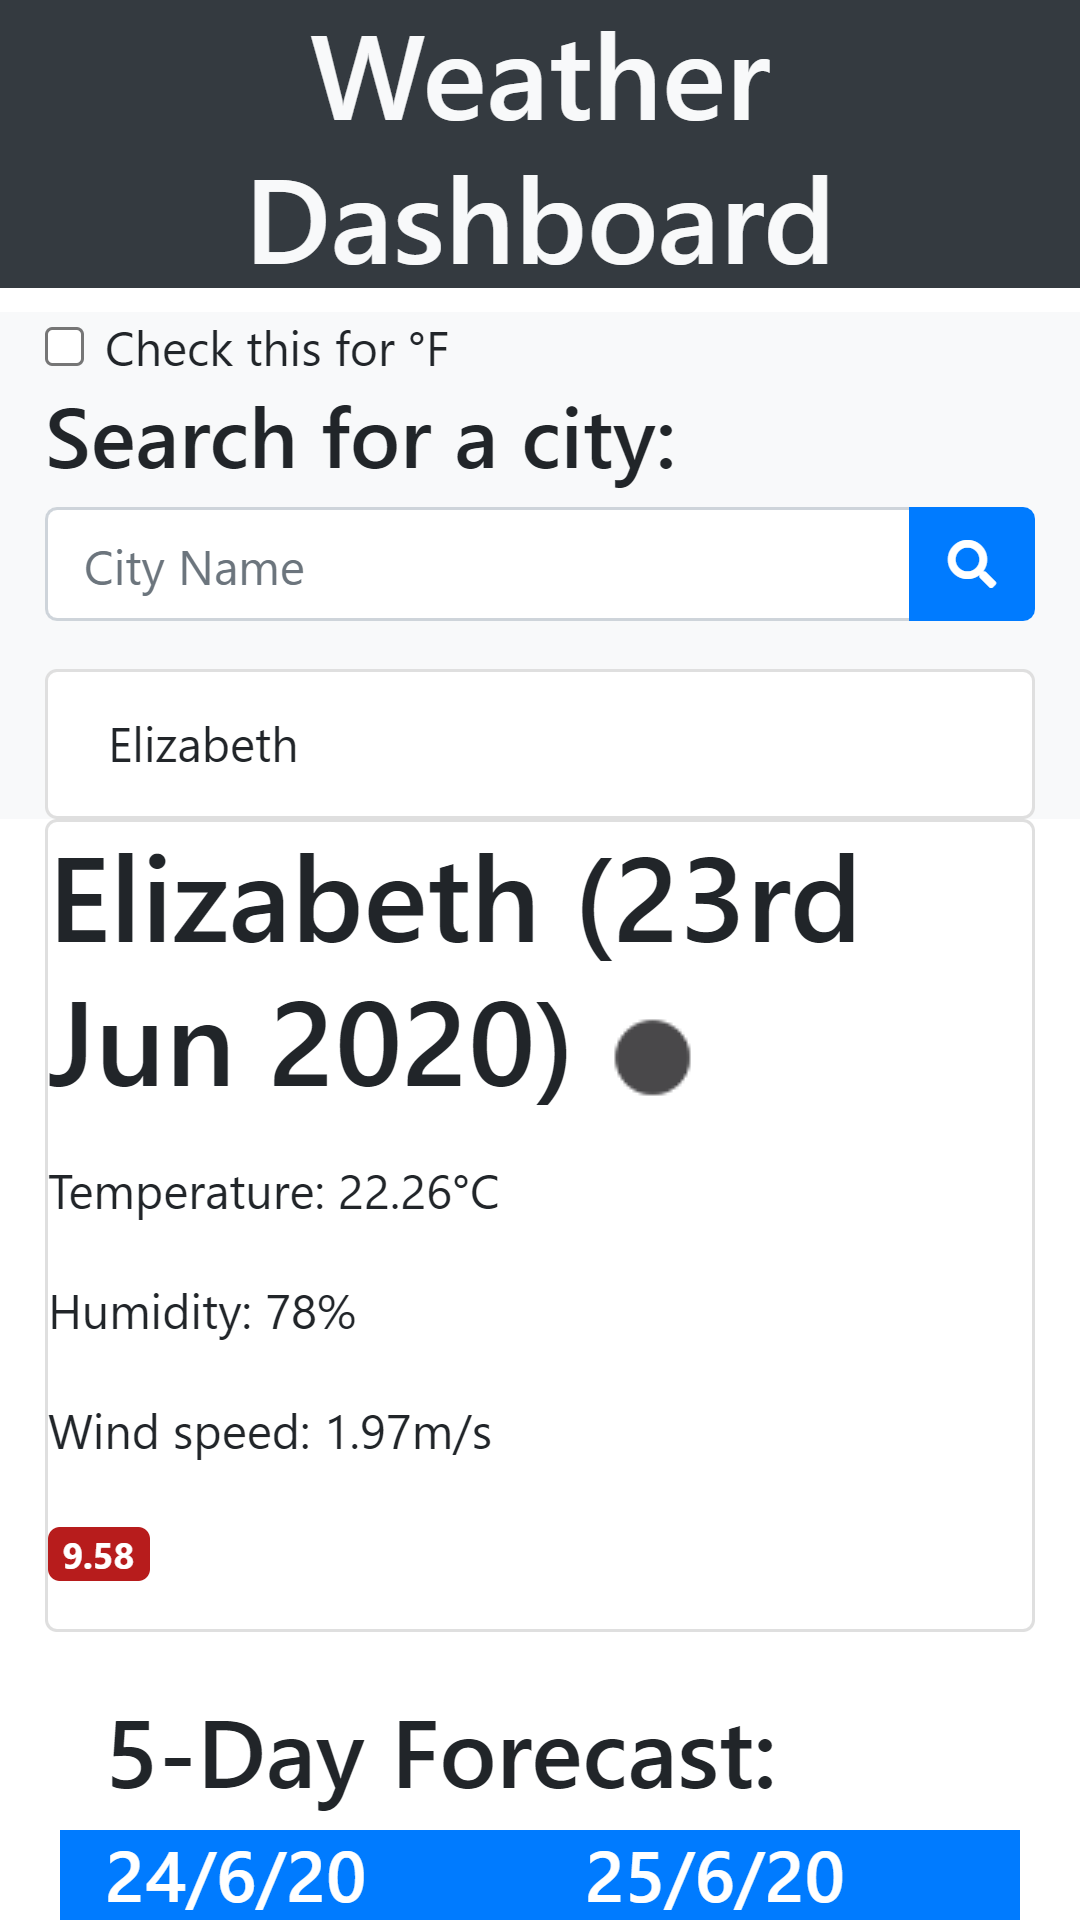 Weather
Dashboard
Check this for °F
Search for a city:
City Name
Elizabeth
Elizabeth (23rd
Jun 2020)
Temperature: 22.26°C
Humidity: 78%
Wind speed: 1.97m/s
9.58
5-Day Forecast:
24/6/20 25/6/20